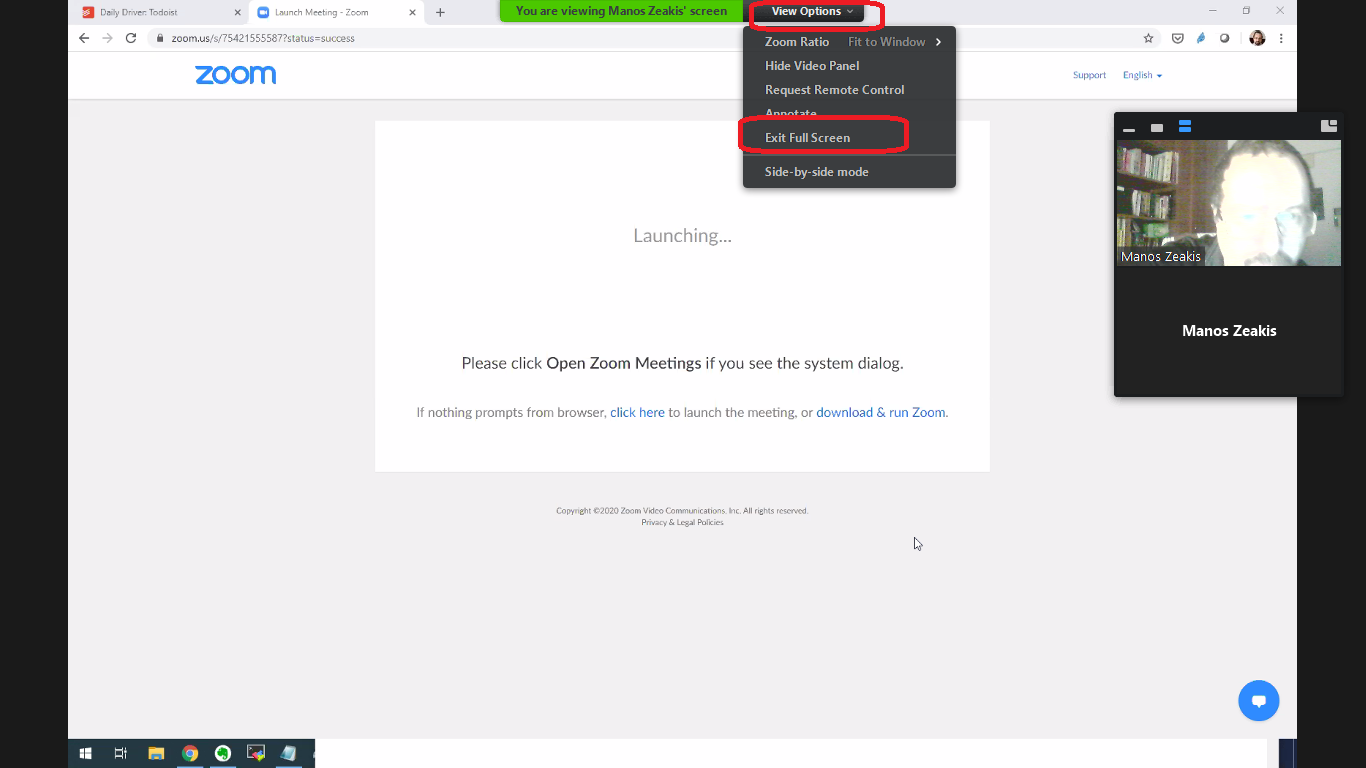 Daily Driver: Todoist
Launch Meeting - Zoom
You are viewing Manos Zeakis' screen
View Options
zoom.us/s/75421555587?status=success
Zoom Ratio Fit to Window
Hide Video Panel
Request Remote Control
Annotate
Exit Full Screen
Side-by-side mode
zoom
Support
English
Manos Zeakis
Manos Zeakis
Launching...
Please click Open Zoom Meetings if you see the system dialog.
If nothing prompts from browser, click here to launch the meeting, or download & run Zoom.
Copyright ©2020 Zoom Video Communications, Inc. All rights reserved.
Privacy & Legal Policies